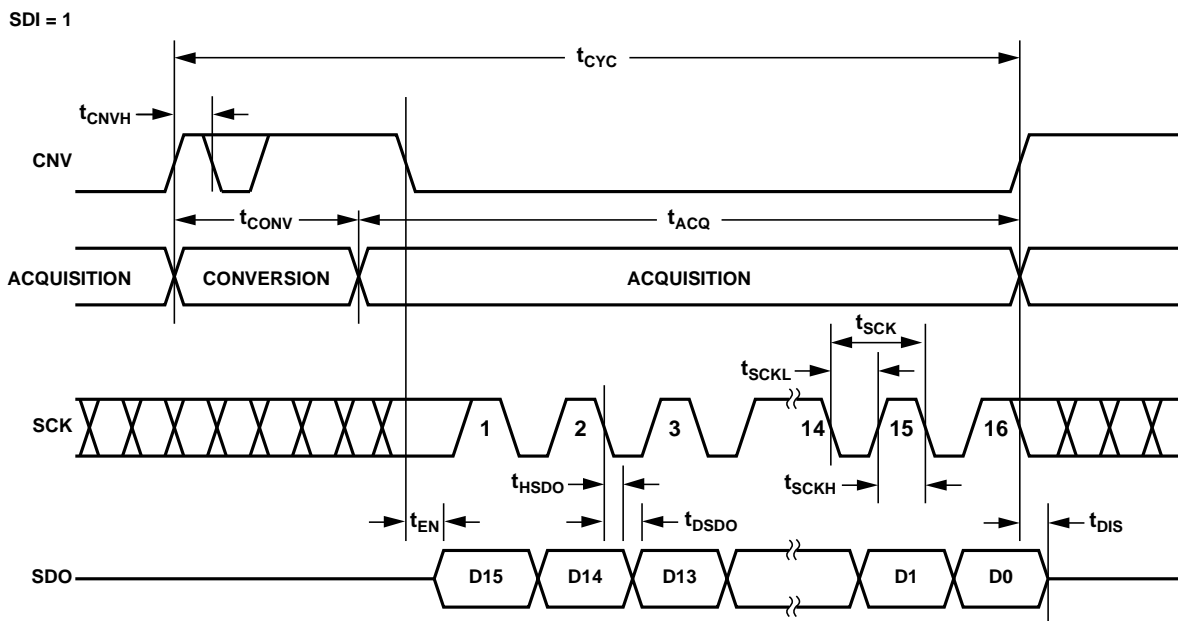 SDI = 1
tCYC
tCNVH
CNV
tCONV
tACQ
ACQUISITION
CONVERSION
ACQUISITION
tSCK
tSCKL
SCK
1
2
3
14
15
16
tHSDO
tSCKH
tEN
tDSDO
tDIS
SDO
D15
D14
D13
D1
D0